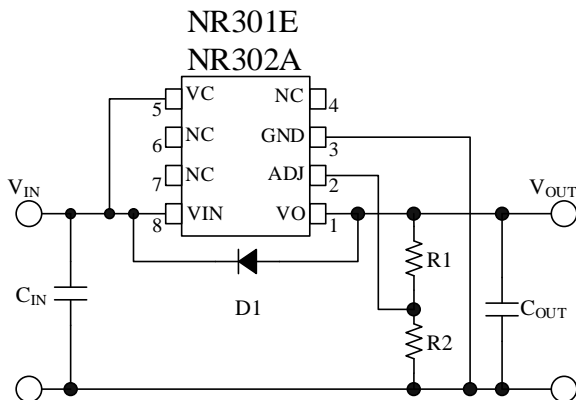 NR301E
NR302A
VC NC
5 4
NC GND
6 3
NC ADJ
7 2
VIN VOUT
VIN VO
8 1
R1
CIN D1 COUT
R2